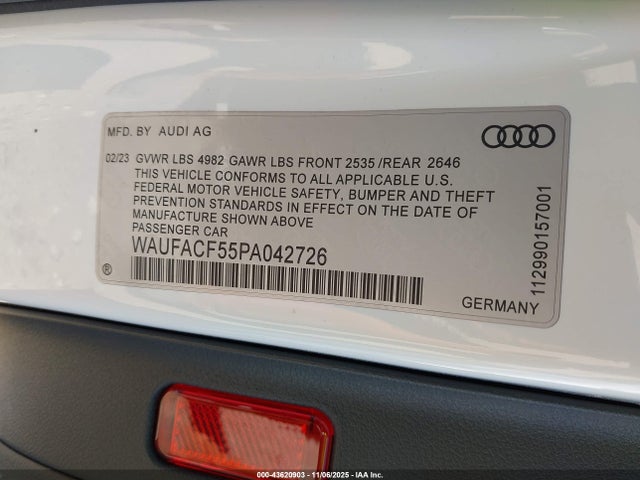 MFD. BY AUDI AG
02/23 GVWR LBS 4982 GAWR LBS FRONT 2535 /REAR 2646
THIS VEHICLE CONFORMS TO ALL APPLICABLE U.S.
FEDERAL MOTOR VEHICLE SAFETY, BUMPER AND THEFT
PREVENTION STANDARDS IN EFFECT ON THE DATE OF
MANUFACTURE SHOWN ABOVE
PASSENGER CAR
WAUFACF55PA042726
®
GERMANY
112990157001
000-43620903 - 11/06/2025 - IAA Inc.